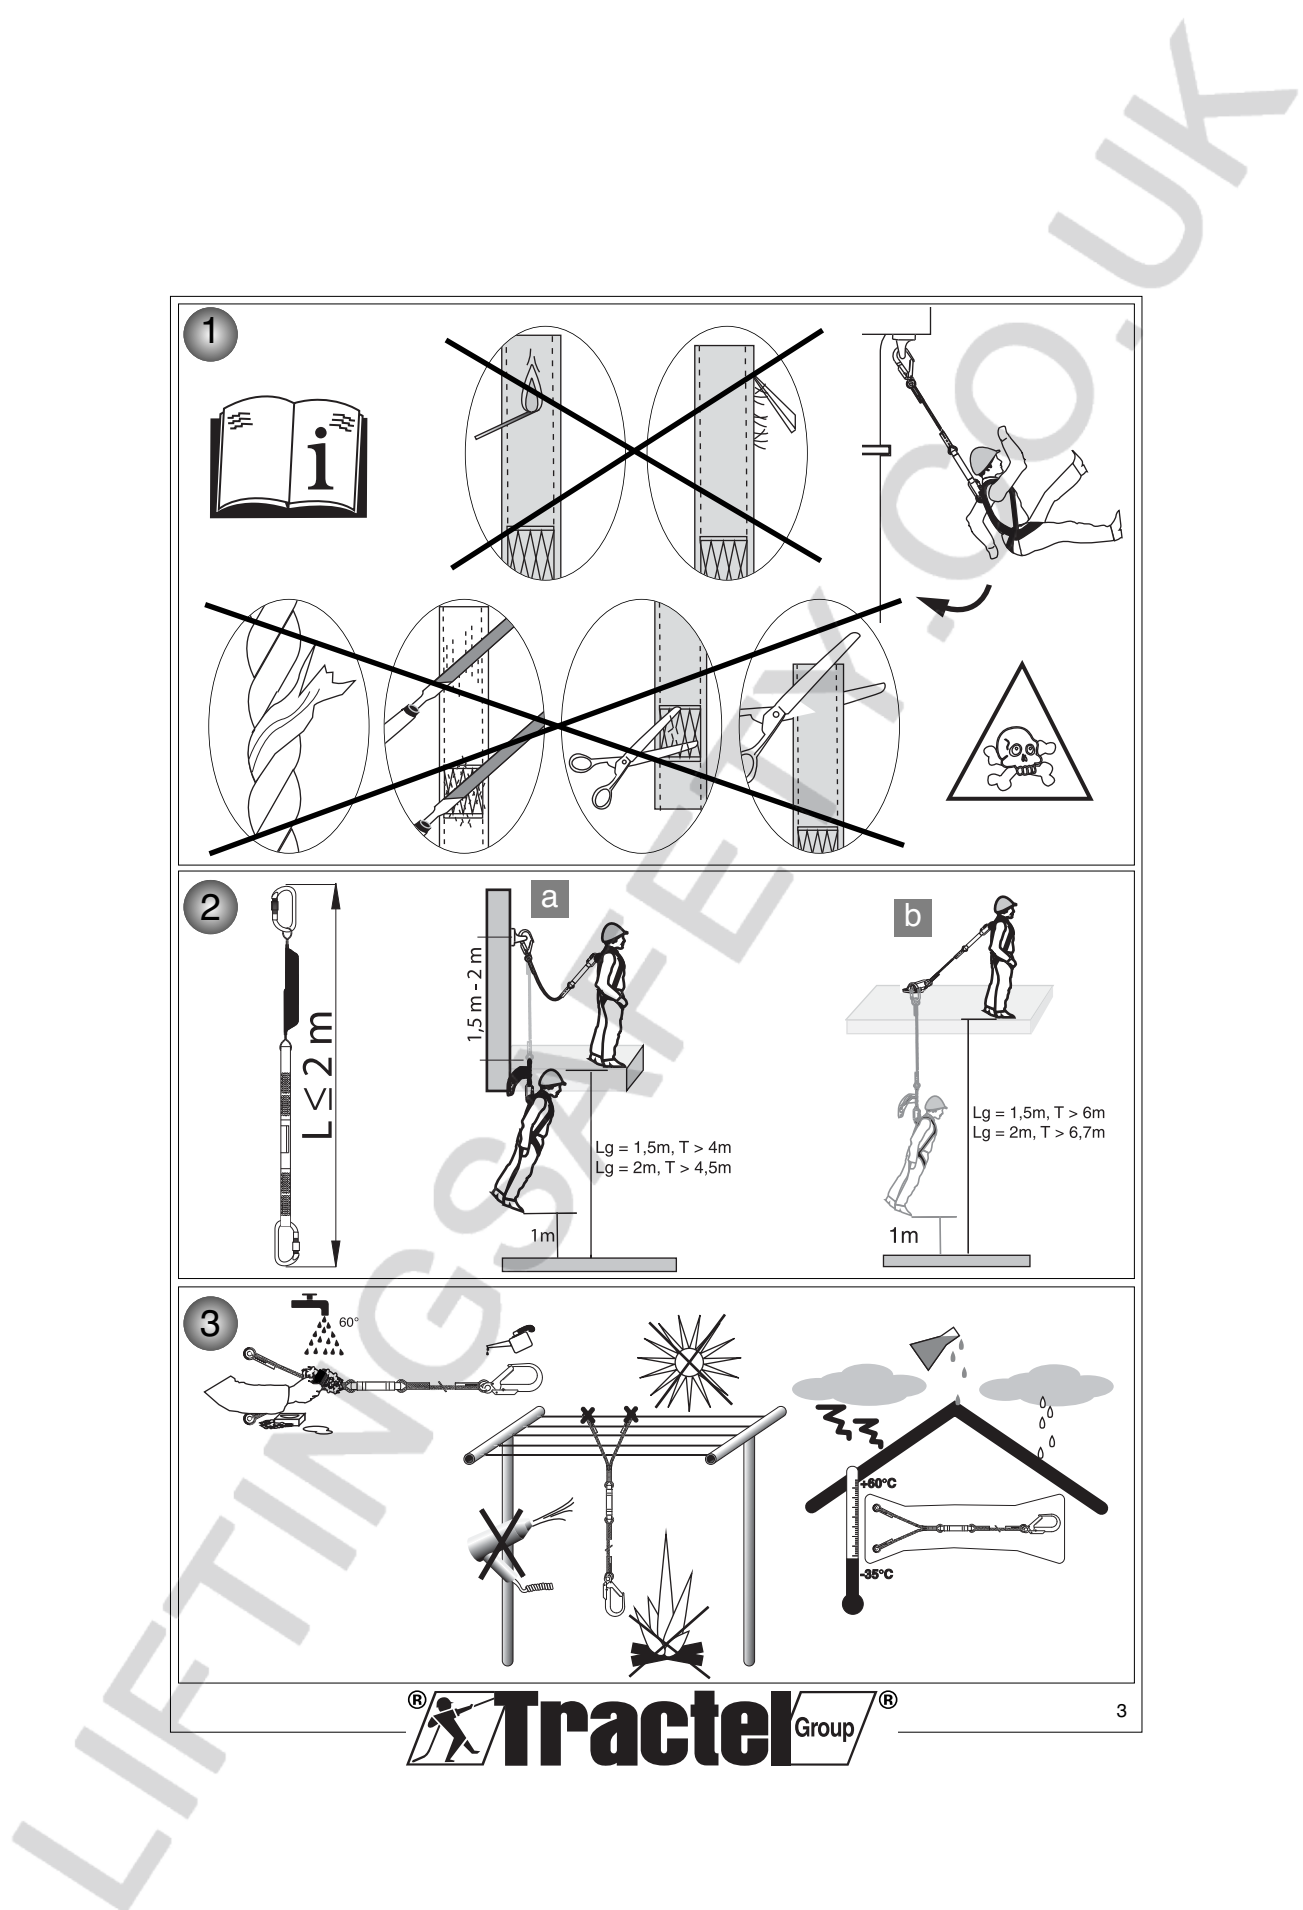 1
i
2
L ≤ 2 m
a
1,5 m - 2 m
Lg = 1,5m, T > 4m
Lg = 2m, T > 4,5m
1m
b
Lg = 1,5m, T > 6m
Lg = 2m, T > 6,7m
1m
3
60°
+60°C
-35°C
® Tractel Group ®
3
LIFTINGSAFETY.CO.UK